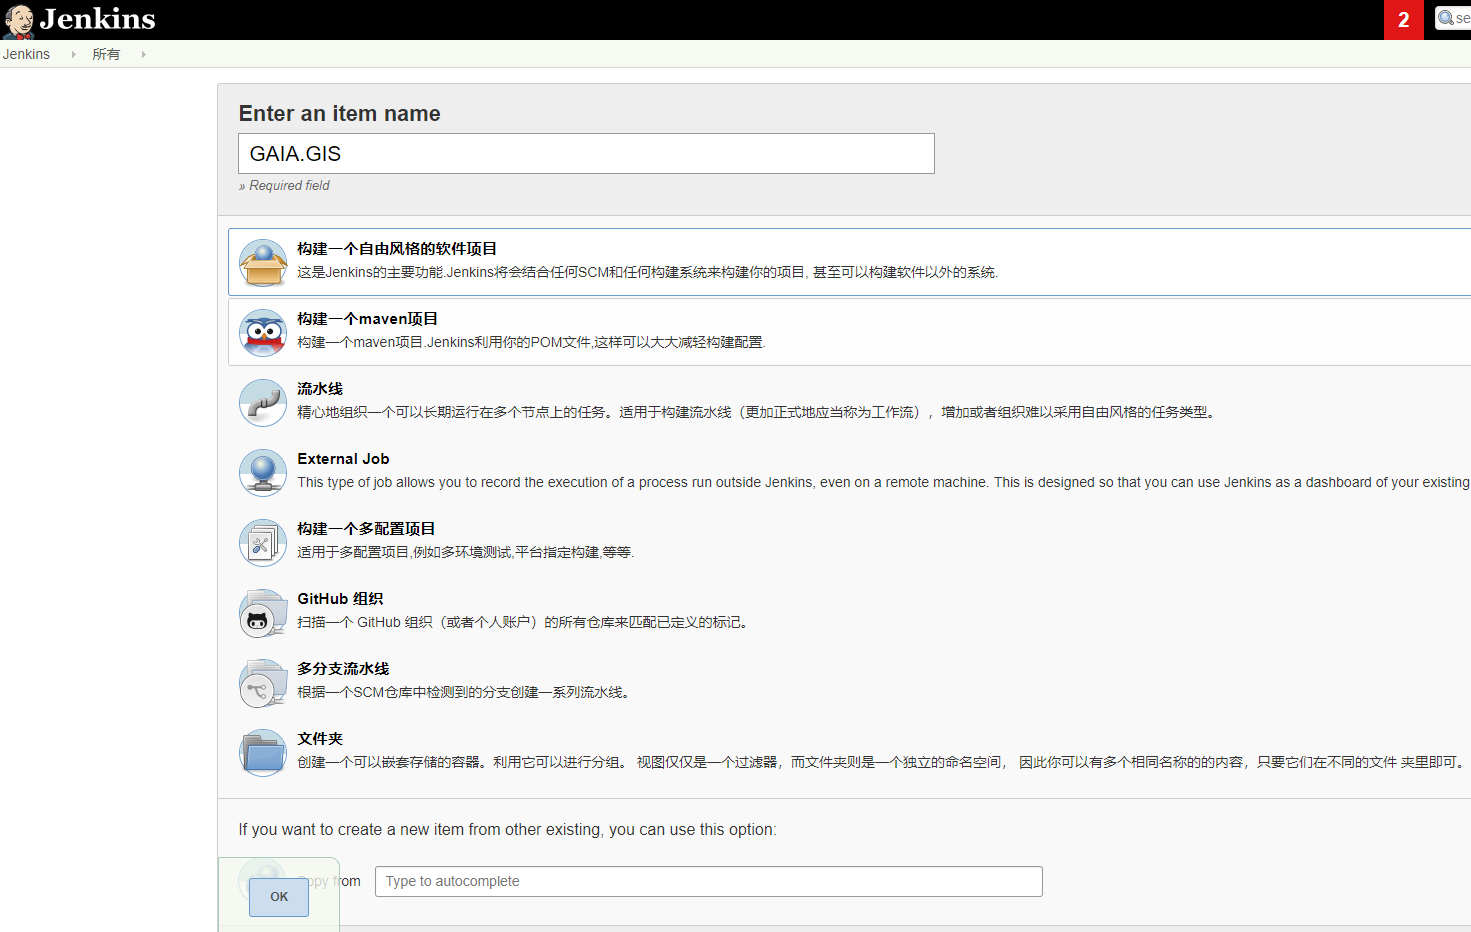 Jenkins
2
se
Jenkins
所有
Enter an item name
GAIA.GIS
» Required field
构建一个自由风格的软件项目
这是Jenkins的主要功能.Jenkins将会结合任何SCM和任何构建系统来构建你的项目, 甚至可以构建软件以外的系统.
构建一个maven项目
构建一个maven项目.Jenkins利用你的POM文件,这样可以大大减轻构建配置.
流水线
精心地组织一个可以长期运行在多个节点上的任务。适用于构建流水线（更加正式地应当称为工作流），增加或者组织难以采用自由风格的任务类型。
External Job
This type of job allows you to record the execution of a process run outside Jenkins, even on a remote machine. This is designed so that you can use Jenkins as a dashboard of your existing
构建一个多配置项目
适用于多配置项目,例如多环境测试,平台指定构建,等等.
GitHub 组织
扫描一个 GitHub 组织（或者个人账户）的所有仓库来匹配已定义的标记。
多分支流水线
根据一个SCM仓库中检测到的分支创建一系列流水线。
文件夹
创建一个可以嵌套存储的容器。利用它可以进行分组。 视图仅仅是一个过滤器，而文件夹则是一个独立的命名空间， 因此你可以有多个相同名称的的内容，只要它们在不同的文件 夹里即可。
If you want to create a new item from other existing, you can use this option:
Copy from
Type to autocomplete
OK